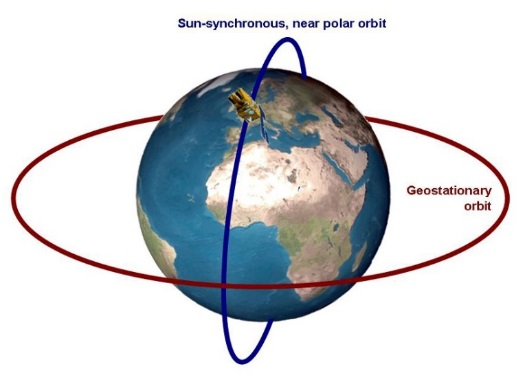 Sun-synchronous, near polar orbit
Geostationary
orbit